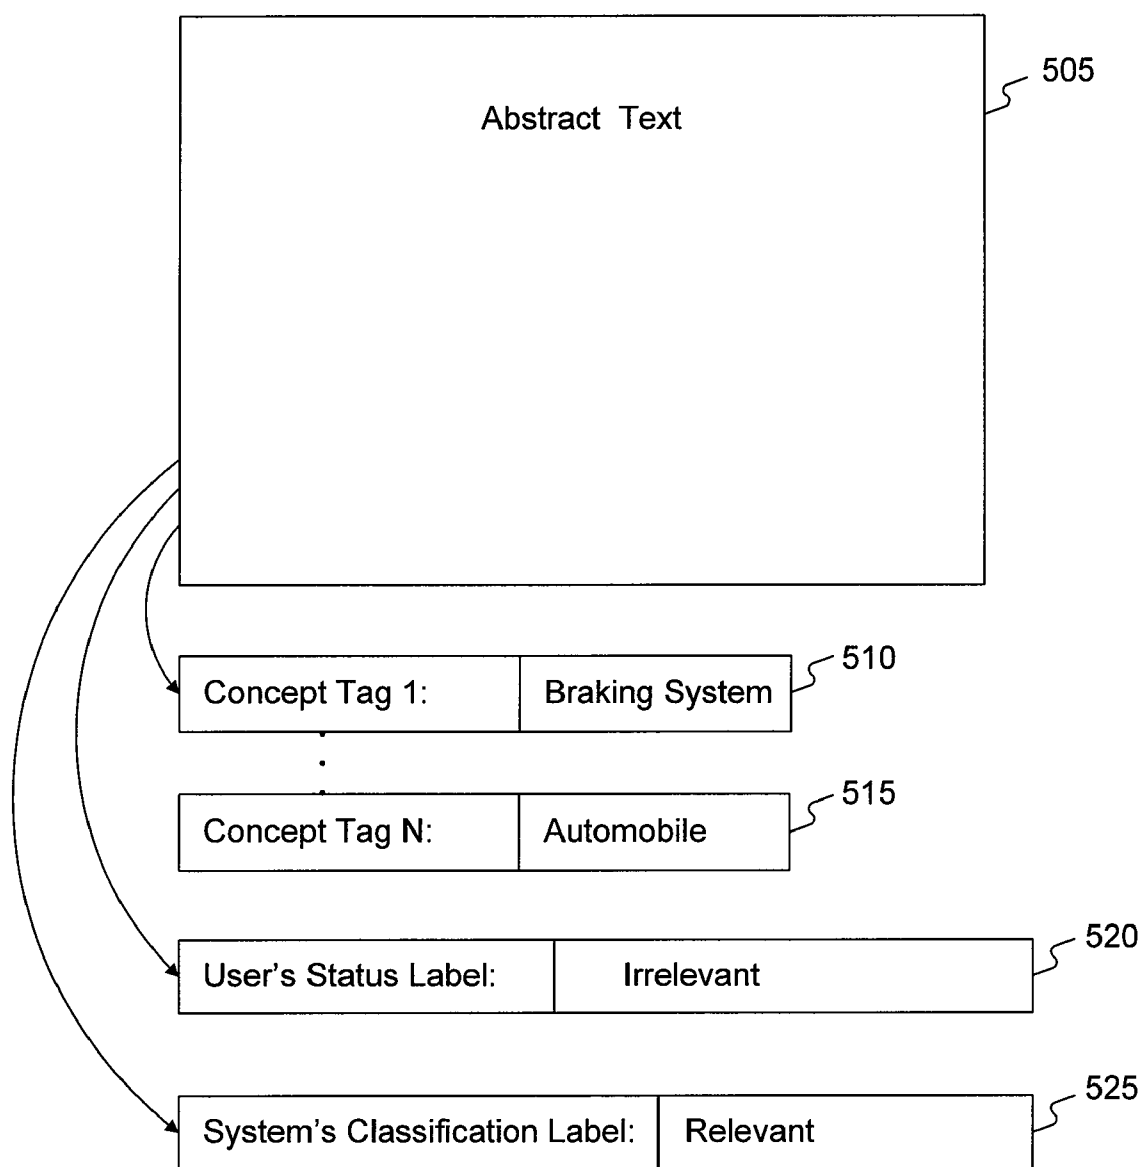 505
Abstract Text
510
Concept Tag 1: Braking System
515
Concept Tag N: Automobile
520
User's Status Label: Irrelevant
525
System's Classification Label: Relevant